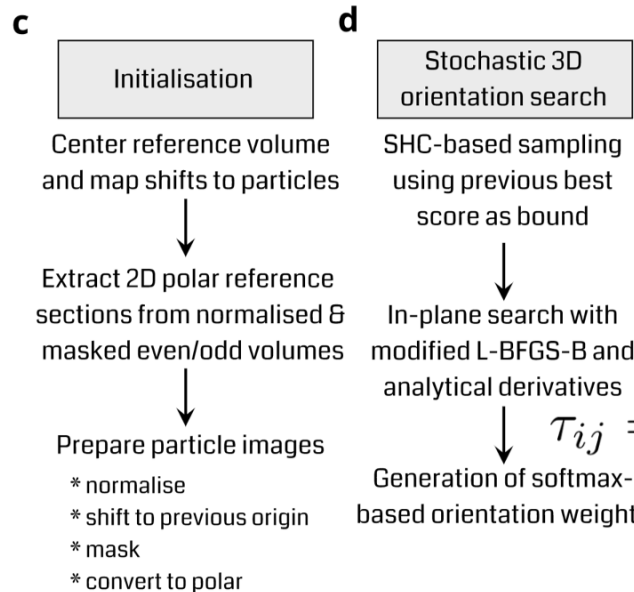 c
Initialisation
Center reference volume
and map shifts to particles
Extract 2D polar reference
sections from normalised &
masked even/odd volumes
Prepare particle images
* normalise
* shift to previous origin
* mask
* convert to polar
d
Stochastic 3D
orientation search
SHC-based sampling
using previous best
score as bound
In-plane search with
modified L-BFGS-B and
analytical derivatives
τij =
Generation of softmax-
based orientation weight